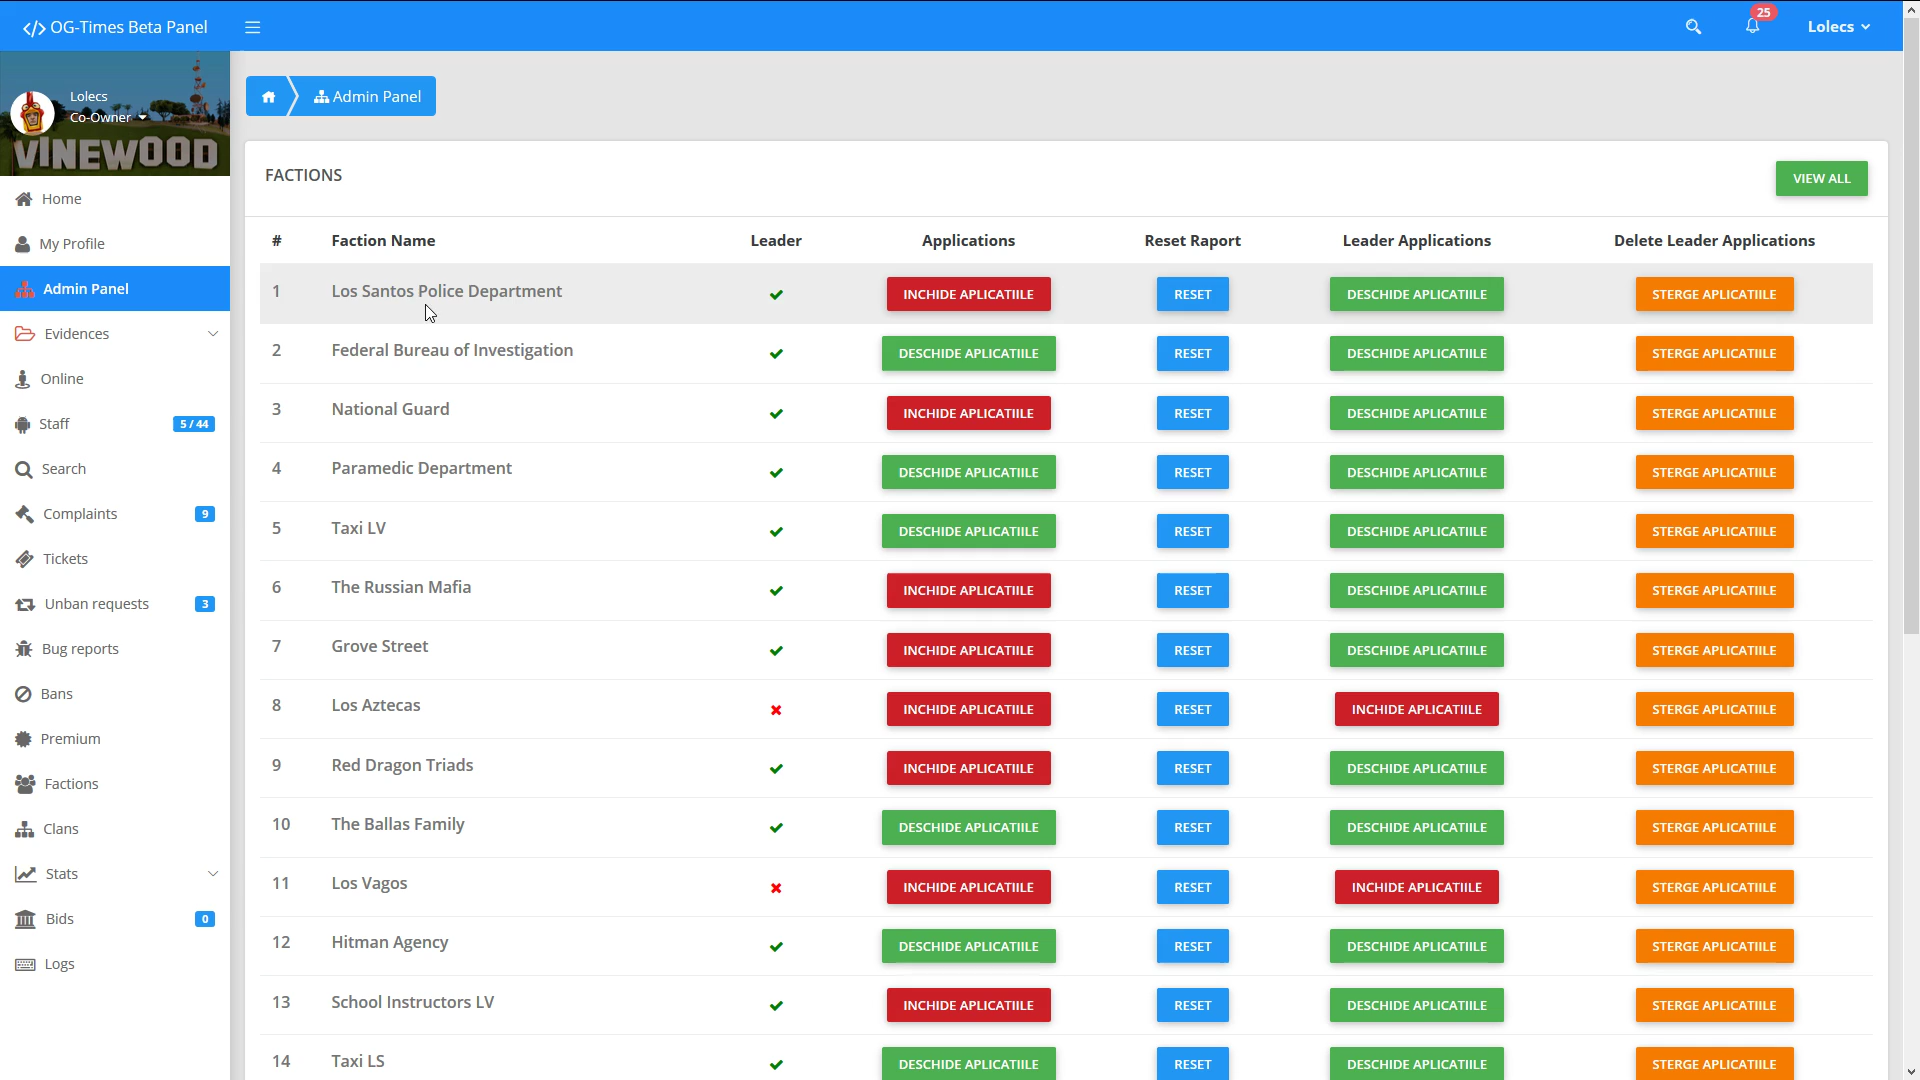 </> OG-Times Beta Panel
25
Lolecs
Lolecs
Co-Owner
VINEWOOD
Home
My Profile
Admin Panel
Evidences
Online
Staff 5 / 44
Search
Complaints 9
Tickets
Unban requests 3
Bug reports
Bans
Premium
Factions
Clans
Stats
Bids 0
Logs
Admin Panel
FACTIONS
VIEW ALL
# Faction Name Leader Applications Reset Raport Leader Applications Delete Leader Applications
1 Los Santos Police Department INCHIDE APLICATIILE RESET DESCHIDE APLICATIILE STERGE APLICATIILE
2 Federal Bureau of Investigation DESCHIDE APLICATIILE RESET DESCHIDE APLICATIILE STERGE APLICATIILE
3 National Guard INCHIDE APLICATIILE RESET DESCHIDE APLICATIILE STERGE APLICATIILE
4 Paramedic Department DESCHIDE APLICATIILE RESET DESCHIDE APLICATIILE STERGE APLICATIILE
5 Taxi LV DESCHIDE APLICATIILE RESET DESCHIDE APLICATIILE STERGE APLICATIILE
6 The Russian Mafia INCHIDE APLICATIILE RESET DESCHIDE APLICATIILE STERGE APLICATIILE
7 Grove Street INCHIDE APLICATIILE RESET DESCHIDE APLICATIILE STERGE APLICATIILE
8 Los Aztecas INCHIDE APLICATIILE RESET INCHIDE APLICATIILE STERGE APLICATIILE
9 Red Dragon Triads INCHIDE APLICATIILE RESET DESCHIDE APLICATIILE STERGE APLICATIILE
10 The Ballas Family DESCHIDE APLICATIILE RESET DESCHIDE APLICATIILE STERGE APLICATIILE
11 Los Vagos INCHIDE APLICATIILE RESET INCHIDE APLICATIILE STERGE APLICATIILE
12 Hitman Agency DESCHIDE APLICATIILE RESET DESCHIDE APLICATIILE STERGE APLICATIILE
13 School Instructors LV INCHIDE APLICATIILE RESET DESCHIDE APLICATIILE STERGE APLICATIILE
14 Taxi LS DESCHIDE APLICATIILE RESET DESCHIDE APLICATIILE STERGE APLICATIILE